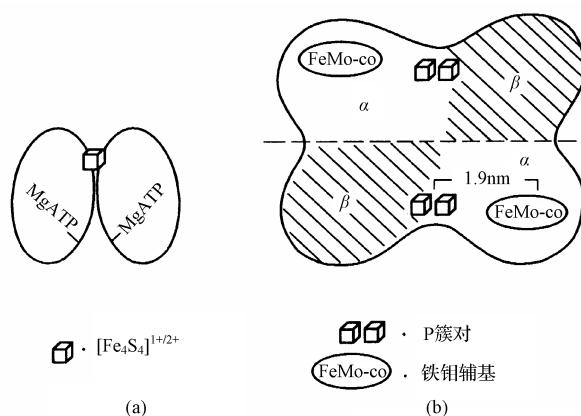 MgATP
MgATP
[Fe₄S₄]¹⁺/²⁺
(a)
FeMo-co
α
β
α
1.9nm
β
FeMo-co
P簇对
FeMo-co
铁钼辅基
(b)